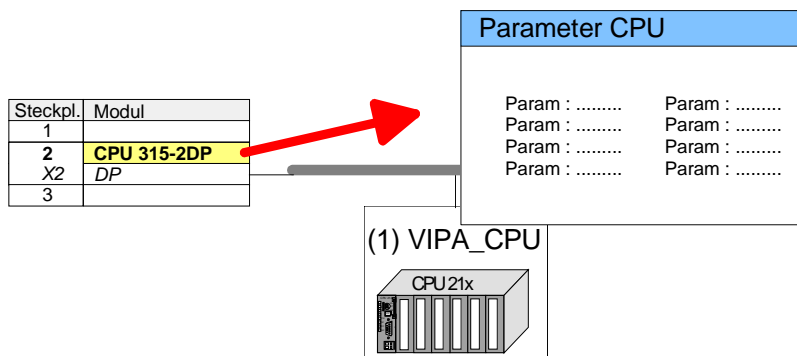 Parameter CPU
Param : ......... Param : .........
Param : ......... Param : .........
Param : ......... Param : .........
Param : ......... Param : .........
Steckpl. Modul
1
2 CPU 315-2DP
X2 DP
3
(1) VIPA_CPU
CPU 21x